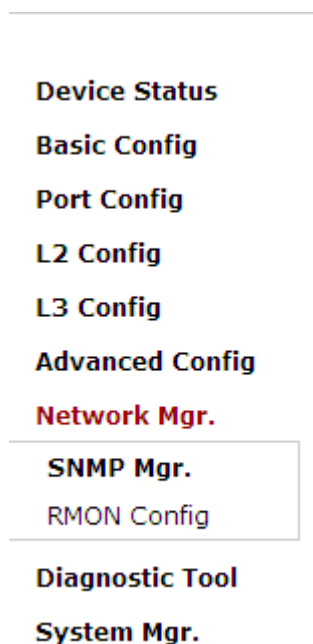 Device Status
Basic Config
Port Config
L2 Config
L3 Config
Advanced Config
Network Mgr.
SNMP Mgr.
RMON Config
Diagnostic Tool
System Mgr.